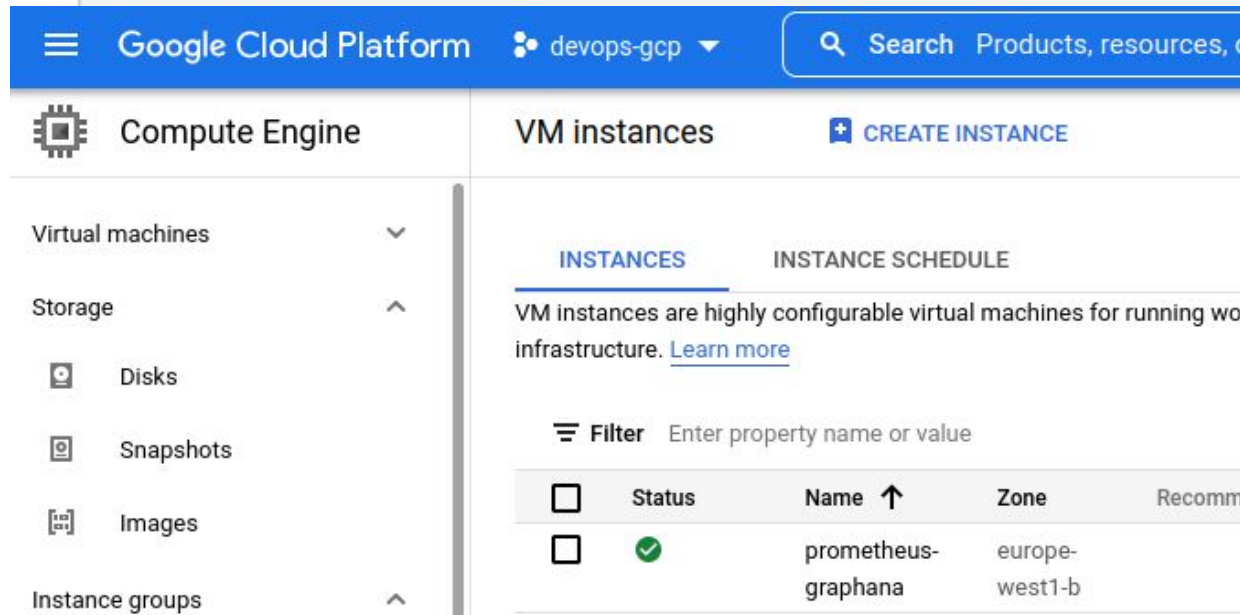 Google Cloud Platform
devops-gcp
Search Products, resources,
Compute Engine
VM instances
CREATE INSTANCE
Virtual machines
Storage
Disks
Snapshots
Images
Instance groups
INSTANCES
INSTANCE SCHEDULE
VM instances are highly configurable virtual machines for running wo
infrastructure. Learn more
Filter Enter property name or value
Status Name Zone Recomm
prometheus-
graphana
europe-
west1-b